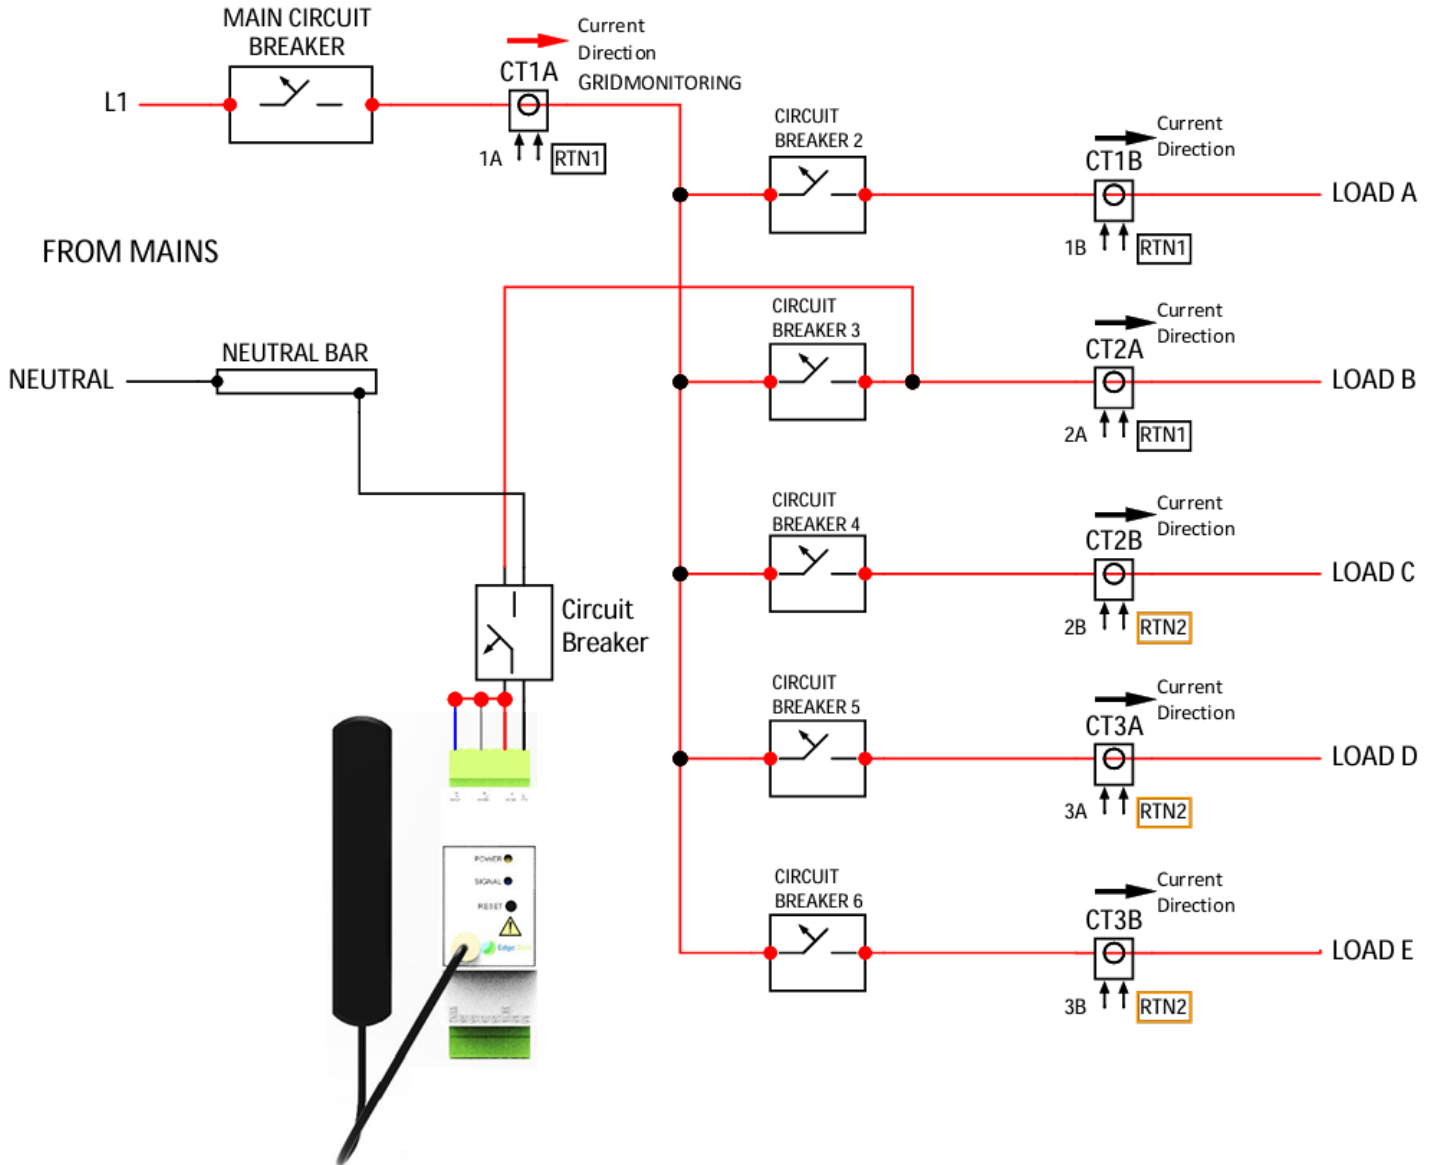 MAIN CIRCUIT
BREAKER
Current
Direction
GRIDMONITORING
CT1A
L1
1A
RTN1
CIRCUIT
BREAKER 2
Current
Direction
CT1B
LOAD A
1B
RTN1
FROM MAINS
CIRCUIT
BREAKER 3
Current
Direction
CT2A
LOAD B
2A
RTN1
NEUTRAL BAR
NEUTRAL
CIRCUIT
BREAKER 4
Current
Direction
CT2B
LOAD C
2B
RTN2
Circuit
Breaker
CIRCUIT
BREAKER 5
Current
Direction
CT3A
LOAD D
3A
RTN2
POWER
SIGNAL
RESET
Edge
CIRCUIT
BREAKER 6
Current
Direction
CT3B
LOAD E
3B
RTN2